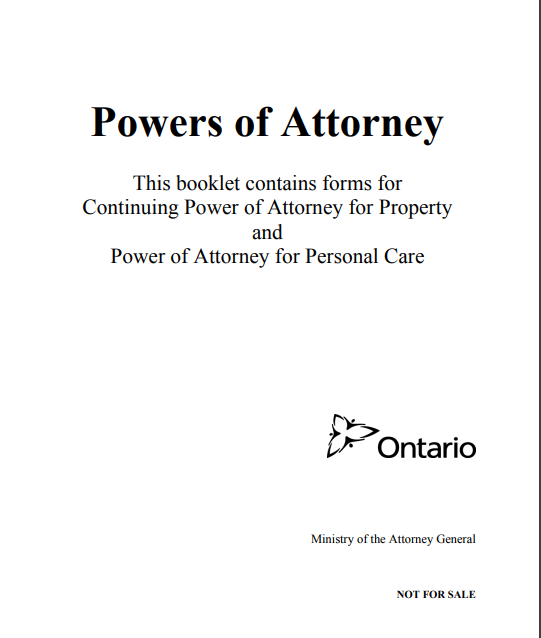 Powers of Attorney
This booklet contains forms for
Continuing Power of Attorney for Property
and
Power of Attorney for Personal Care
Ontario
Ministry of the Attorney General
NOT FOR SALE